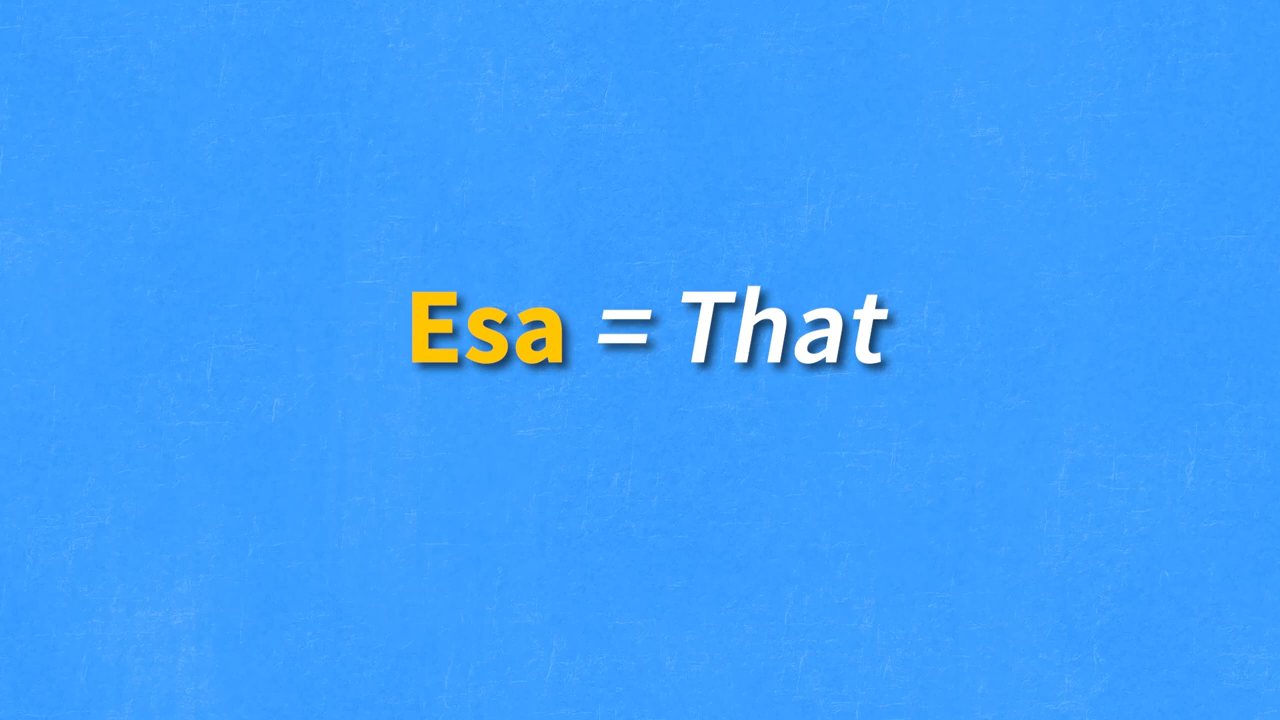 Esa = That